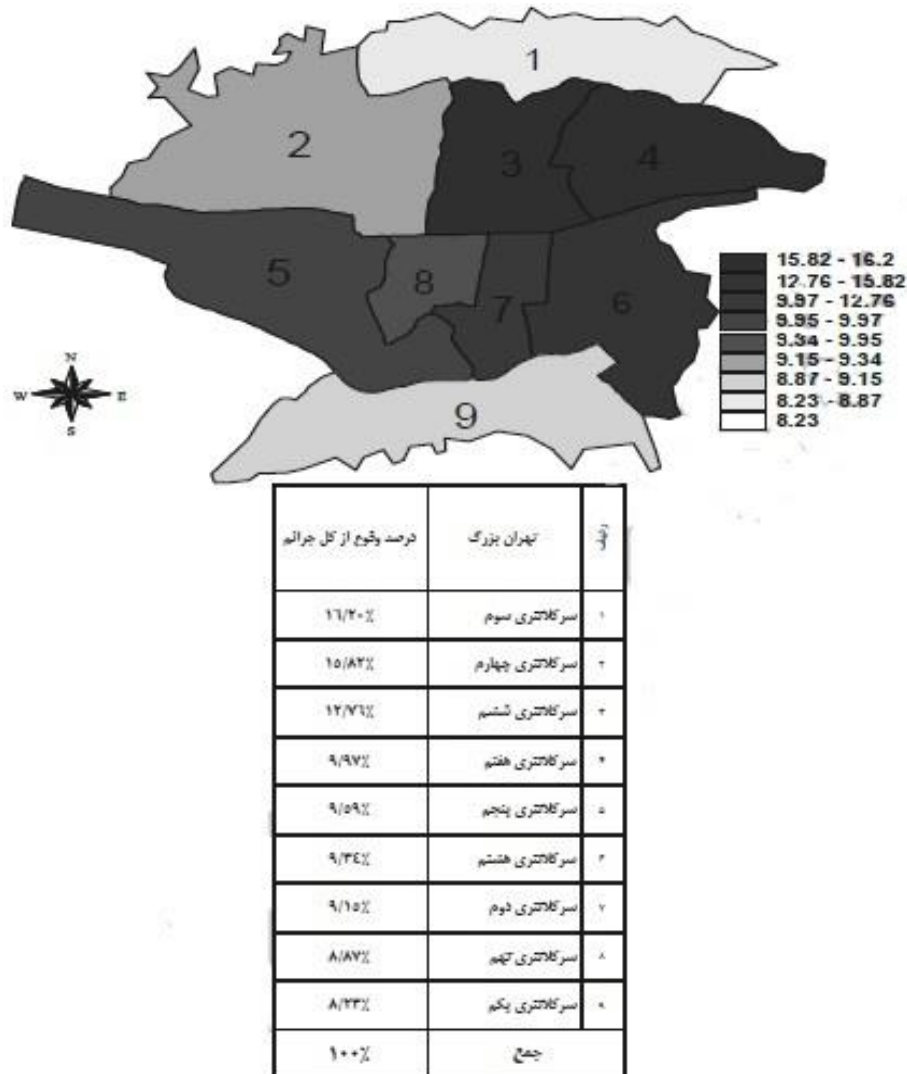 1
2
3
4
5
8
7
6
9
N
W E
S
15.82 - 16.2
12.76 - 15.82
9.97 - 12.76
9.95 - 9.97
9.34 - 9.95
9.15 - 9.34
8.87 - 9.15
8.23 - 8.87
8.23
ردیف تهران بزرگ درصد وقوع از کل جرائم
۱ سرکلانتری سوم ۱۶/۲۰٪
۲ سرکلانتری چهارم ۱۵/۸۲٪
۳ سرکلانتری ششم ۱۲/۷۶٪
۴ سرکلانتری هفتم ۹/۹۷٪
۵ سرکلانتری پنجم ۹/۵۹٪
۶ سرکلانتری هشتم ۹/۳٤٪
۷ سرکلانتری دوم ۹/۱۵٪
۸ سرکلانتری نهم ۸/۸۷٪
۹ سرکلانتری یکم ۸/۲۳٪
جمع ۱۰۰٪